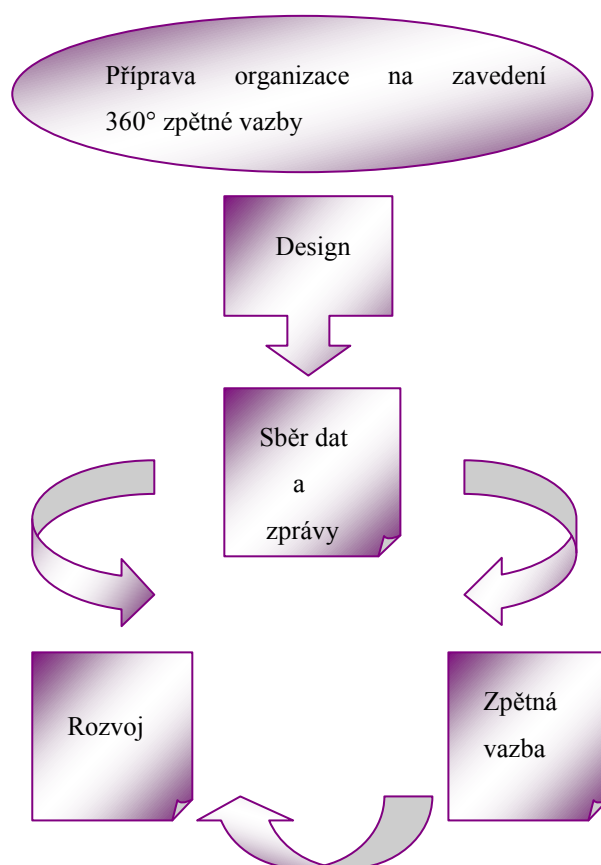 Příprava organizace na zavedení
360° zpětné vazby
Design
Sběr dat
a
zprávy
Rozvoj
Zpětná
vazba